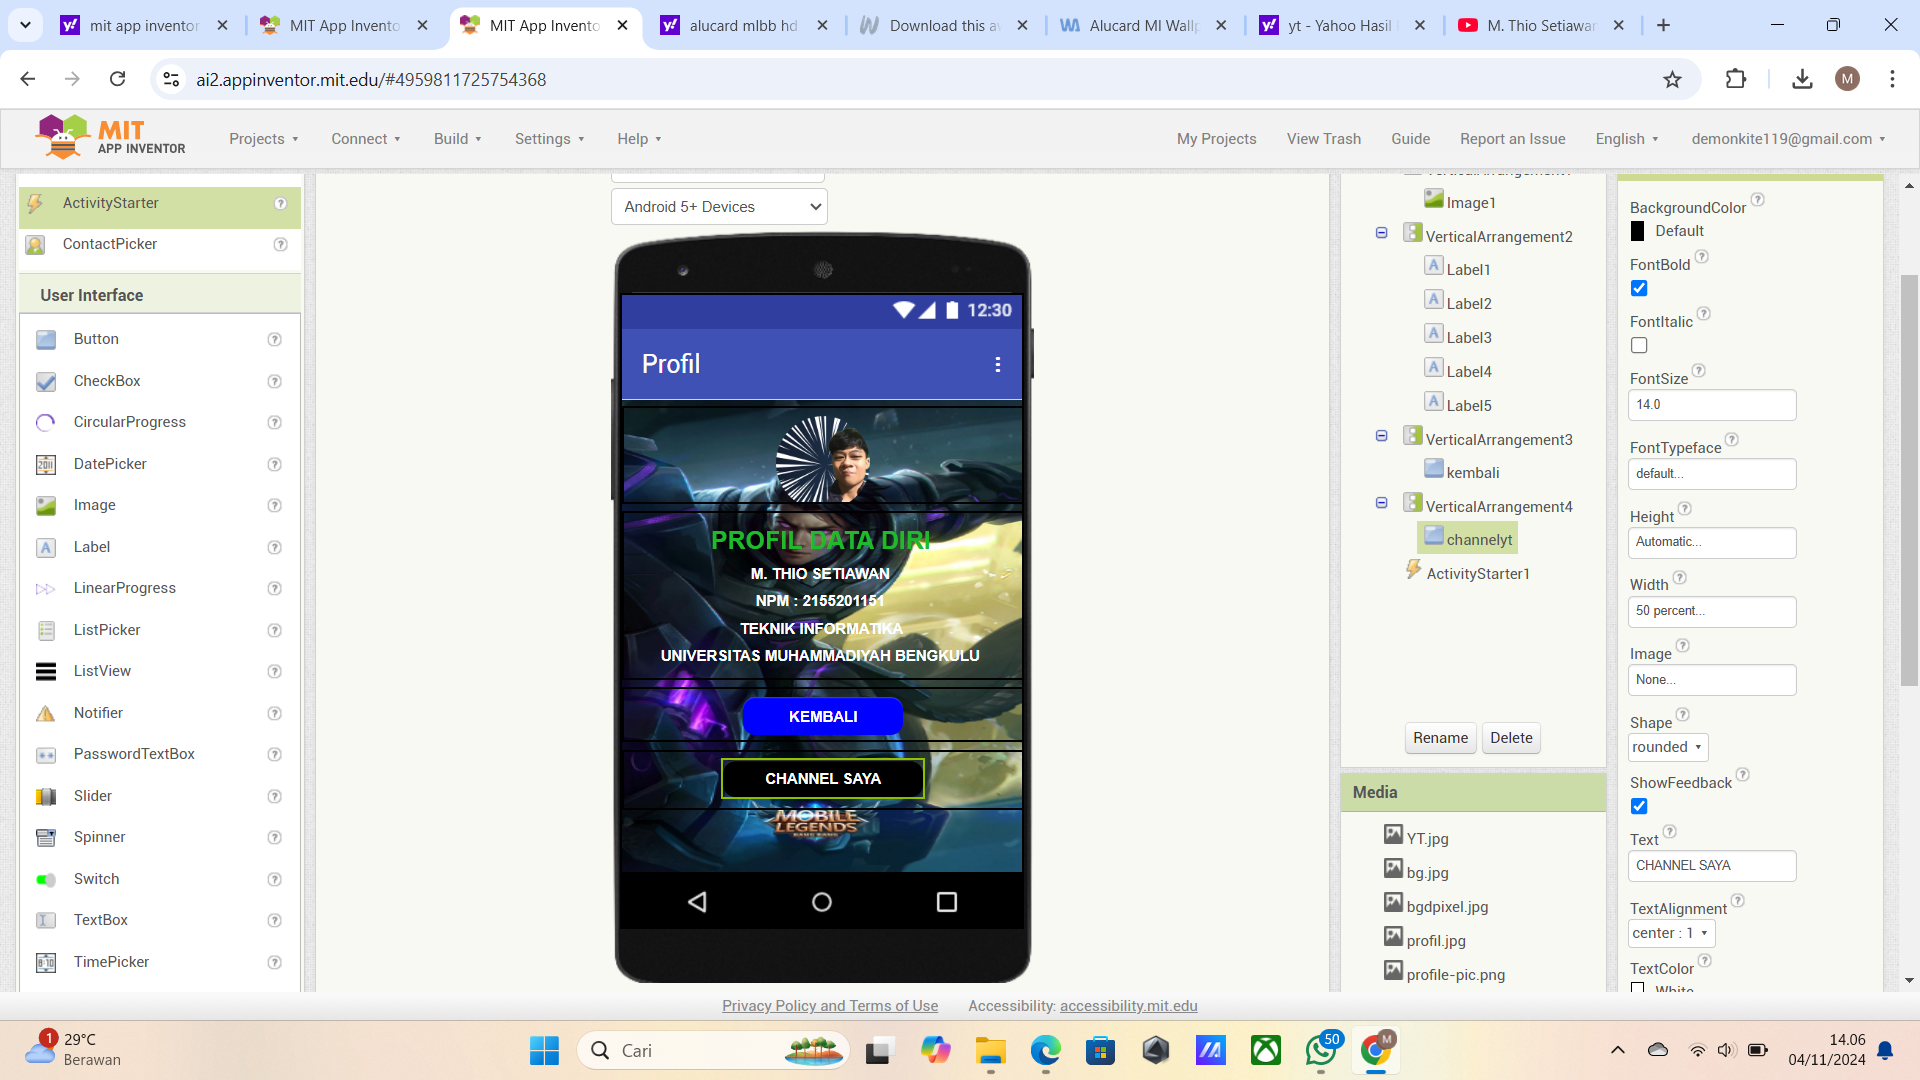 mit app inventor
MIT App Invento
MIT App Invento
alucard mlbb hd
Download this a
Alucard Ml Wallp
yt - Yahoo Hasil
M. Thio Setiawan
ai2.appinventor.mit.edu/#4959811725754368
M
MIT
APP INVENTOR
Projects
Connect
Build
Settings
Help
My Projects
View Trash
Guide
Report an Issue
English
demonkite119@gmail.com
ActivityStarter
ContactPicker
User Interface
Button
CheckBox
CircularProgress
DatePicker
Image
Label
LinearProgress
ListPicker
ListView
Notifier
PasswordTextBox
Slider
Spinner
Switch
TextBox
TimePicker
Android 5+ Devices
12:30
Profil
PROFIL DATA DIRI
M. THIO SETIAWAN
NPM : 2155201151
TEKNIK INFORMATIKA
UNIVERSITAS MUHAMMADIYAH BENGKULU
KEMBALI
CHANNEL SAYA
MOBILE
LEGENDS
BANG BANG
Image1
VerticalArrangement2
Label1
Label2
Label3
Label4
Label5
VerticalArrangement3
kembali
VerticalArrangement4
channelyt
ActivityStarter1
Rename
Delete
Media
YT.jpg
bg.jpg
bgdpixel.jpg
profil.jpg
profile-pic.png
BackgroundColor
Default
FontBold
FontItalic
FontSize
14.0
FontTypeface
default...
Height
Automatic...
Width
50 percent...
Image
None...
Shape
rounded
ShowFeedback
Text
CHANNEL SAYA
TextAlignment
center : 1
TextColor
White
Privacy Policy and Terms of Use
Accessibility: accessibility.mit.edu
1
29°C
Berawan
Cari
50
M
14.06
04/11/2024